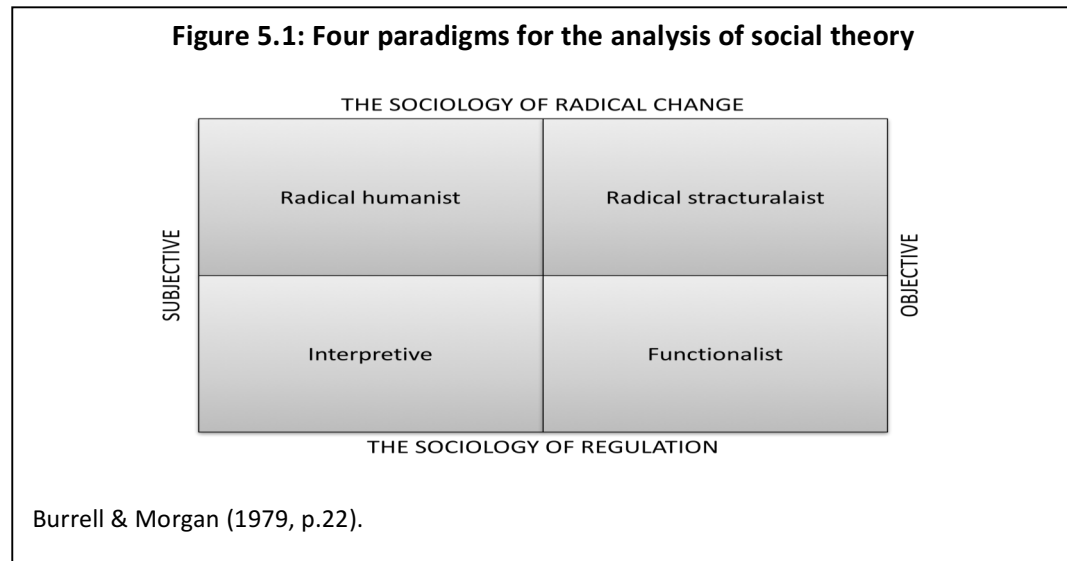 Figure 5.1: Four paradigms for the analysis of social theory
THE SOCIOLOGY OF RADICAL CHANGE
Radical humanist
Radical stracturalaist
SUBJECTIVE
OBJECTIVE
Interpretive
Functionalist
THE SOCIOLOGY OF REGULATION
Burrell & Morgan (1979, p.22).